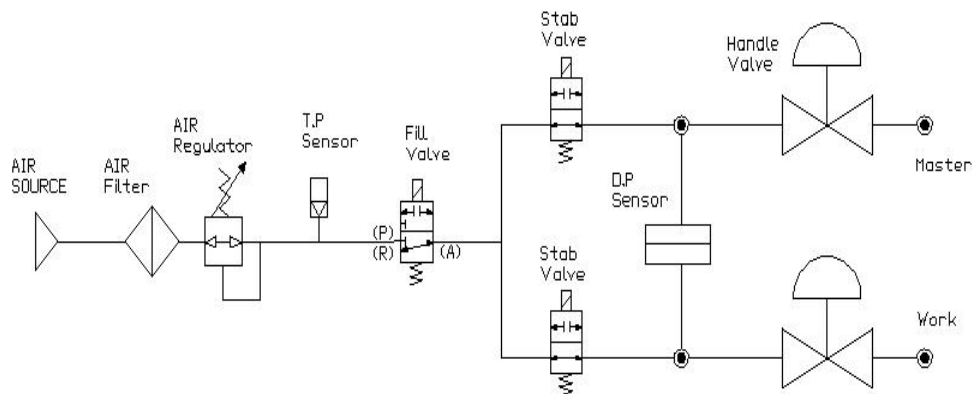 Stab
Valve
Handle
Valve
AIR
Regulator
T.P
Sensor
Fill
Valve
AIR
SOURCE
AIR
Filter
D.P
Sensor
Master
(P)
(R)
(A)
Stab
Valve
Work